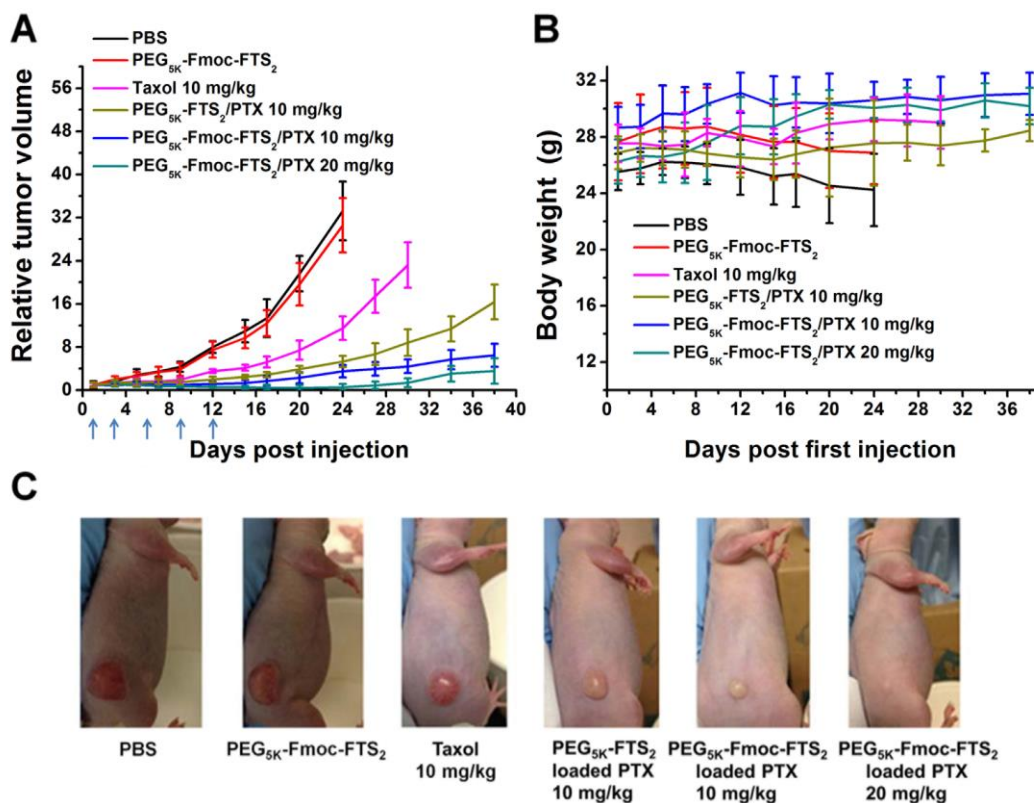 A
PBS
PEG5K-Fmoc-FTS2
Taxol 10 mg/kg
PEG5K-FTS2/PTX 10 mg/kg
PEG5K-Fmoc-FTS2/PTX 10 mg/kg
PEG5K-Fmoc-FTS2/PTX 20 mg/kg
Relative tumor volume
56
48
40
32
24
16
8
0
0 4 8 12 16 20 24 28 32 36 40
Days post injection
B
Body weight (g)
32
28
24
20
16
12
PBS
PEG5K-Fmoc-FTS2
Taxol 10 mg/kg
PEG5K-FTS2/PTX 10 mg/kg
PEG5K-Fmoc-FTS2/PTX 10 mg/kg
PEG5K-Fmoc-FTS2/PTX 20 mg/kg
0 4 8 12 16 20 24 28 32 36
Days post first injection
C
PBS
PEG5K-Fmoc-FTS2
Taxol
10 mg/kg
PEG5K-FTS2
loaded PTX
10 mg/kg
PEG5K-Fmoc-FTS2
loaded PTX
10 mg/kg
PEG5K-Fmoc-FTS2
loaded PTX
20 mg/kg